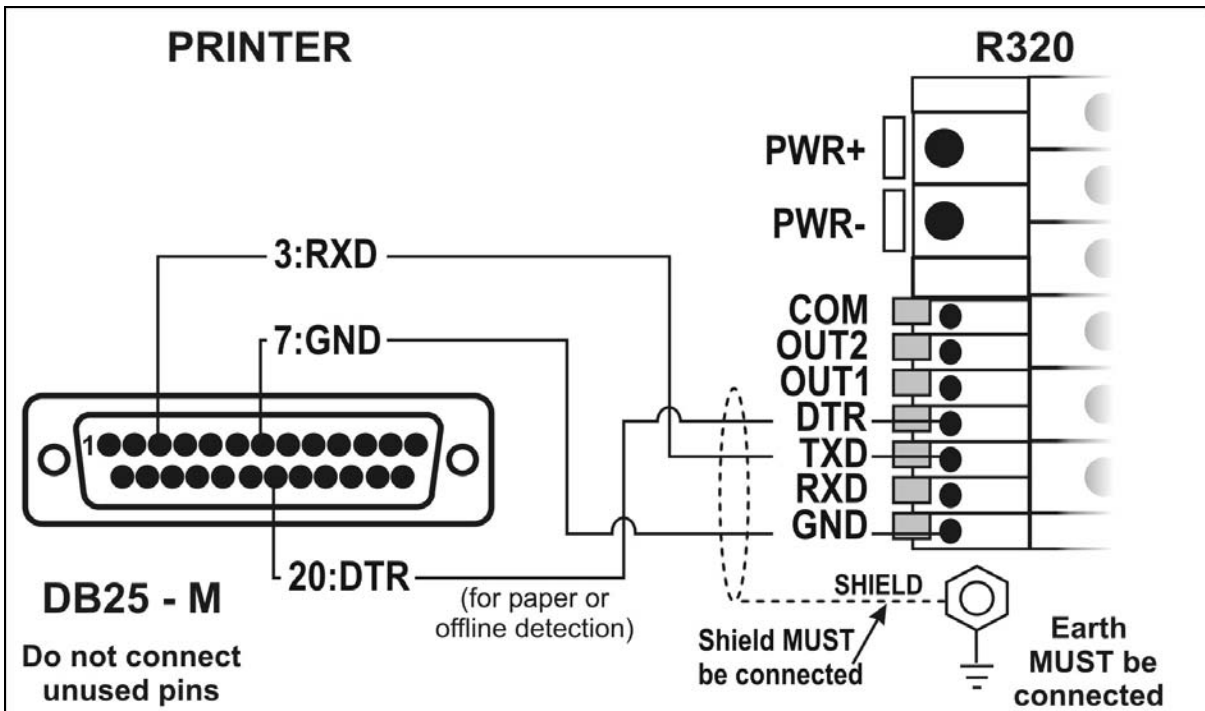 PRINTER
R320
PWR+
PWR-
3:RXD
7:GND
COM
OUT2
OUT1
DTR
TXD
RXD
GND
1
20:DTR
(for paper or
offline detection)
DB25 - M
Do not connect
unused pins
SHIELD
Shield MUST
be connected
Earth
MUST be
connected